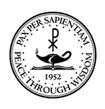 PAX PER SAPIENTIAM
PEACE THROUGH WISDOM
1952